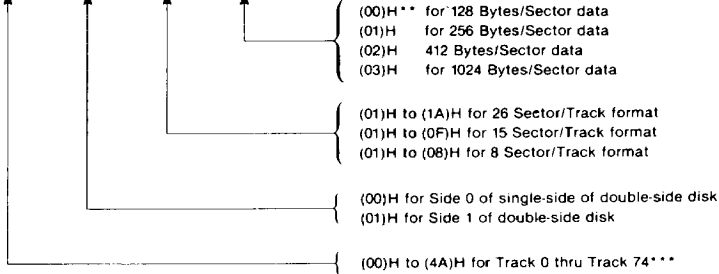 (00)H** for 128 Bytes/Sector data
(01)H for 256 Bytes/Sector data
(02)H 412 Bytes/Sector data
(03)H for 1024 Bytes/Sector data
(01)H to (1A)H for 26 Sector/Track format
(01)H to (0F)H for 15 Sector/Track format
(01)H to (08)H for 8 Sector/Track format
(00)H for Side 0 of single-side of double-side disk
(01)H for Side 1 of double-side disk
(00)H to (4A)H for Track 0 thru Track 74***